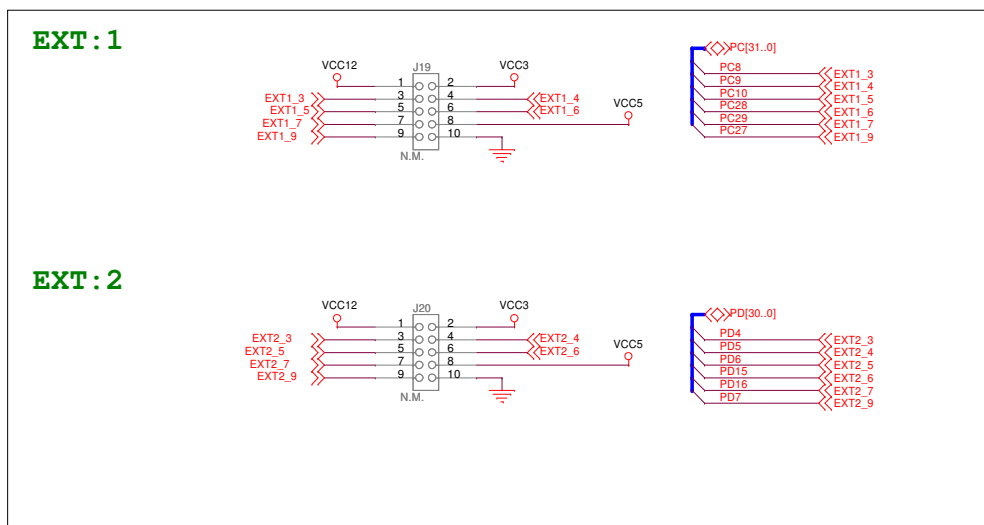 EXT:1
PC[31..0]
VCC12 J19 VCC3
PC8 EXT1_3
1 2
PC9 EXT1_4
EXT1_3 3 4 EXT1_4
PC10 EXT1_5
EXT1_5 5 6 EXT1_6 VCC5
PC28 EXT1_6
EXT1_7 7 8
PC29 EXT1_7
EXT1_9 9 10
PC27 EXT1_9
N.M.
EXT:2
VCC12 J20 VCC3
PD[30..0]
1 2
PD4 EXT2_3
EXT2_3 3 4 EXT2_4
PD5 EXT2_4
EXT2_5 5 6 EXT2_6 VCC5
PD6 EXT2_5
EXT2_7 7 8
PD15 EXT2_6
EXT2_9 9 10
PD16 EXT2_7
PD7 EXT2_9
N.M.